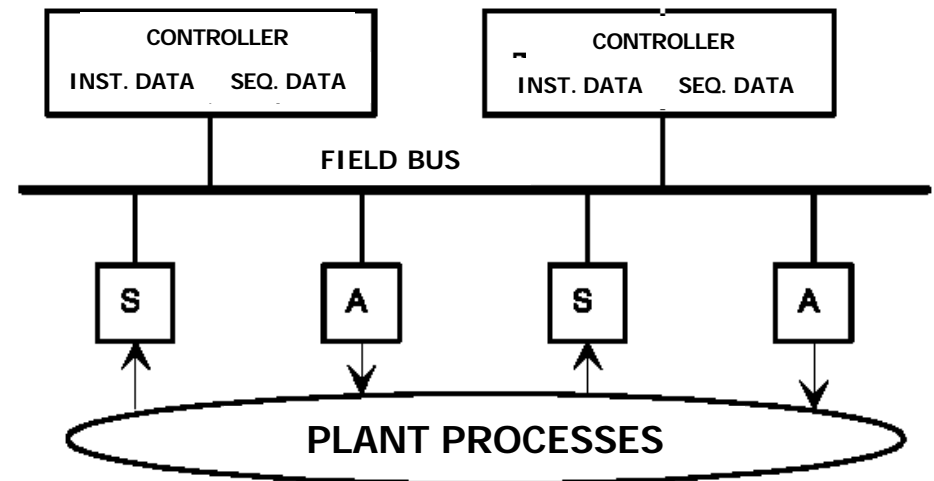 CONTROLLER
INST. DATA SEQ. DATA
CONTROLLER
INST. DATA SEQ. DATA
FIELD BUS
S A S A
PLANT PROCESSES